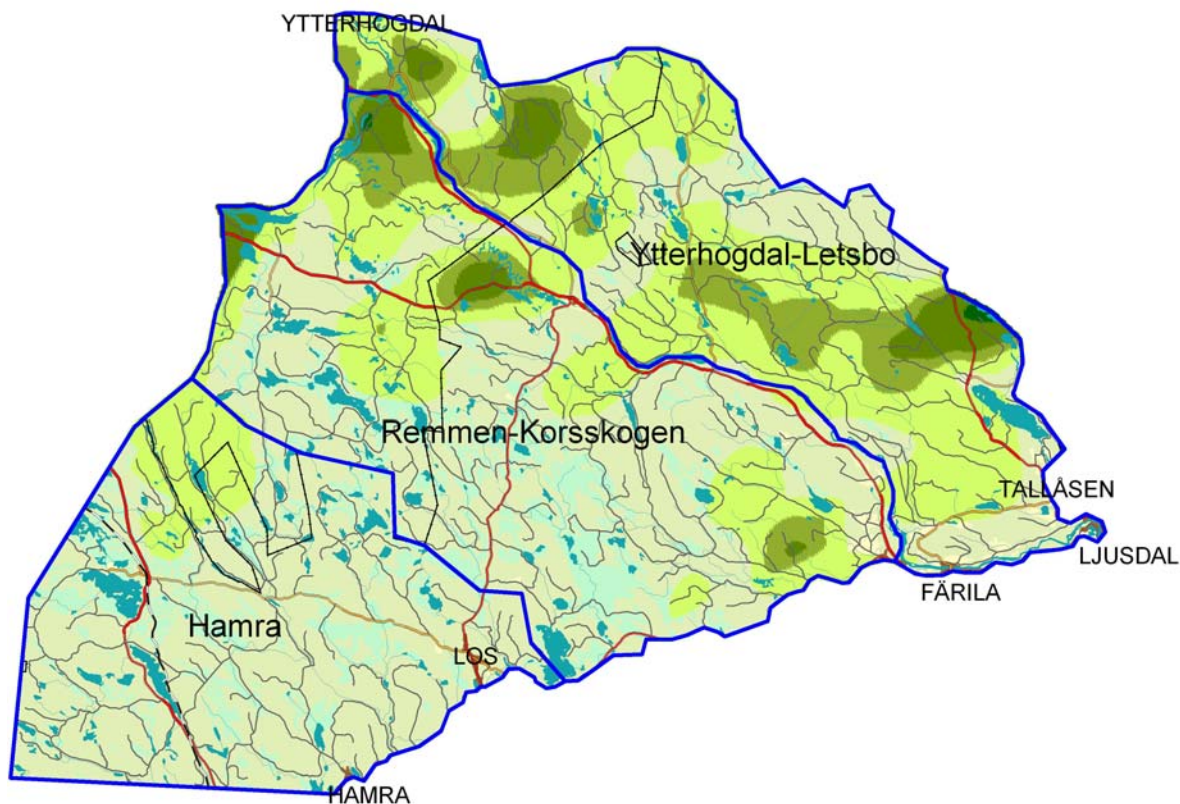 YTTERHOGDAL
Ytterhogdal-Letsbo
Remmen-Korsskogen
TALLÅSEN
LJUSDAL
FÄRILA
Hamra
LOS
HAMRA